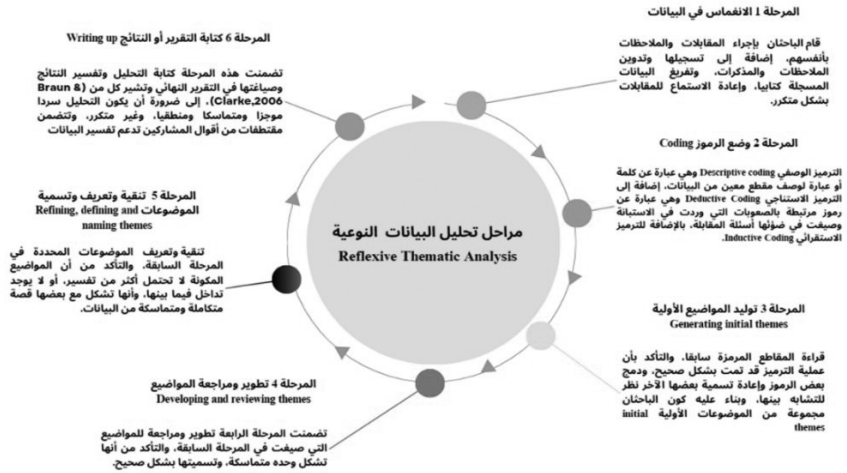 مراحل تحليل البيانات النوعية
Reflexive Thematic Analysis
المرحلة 1 الانغماس في البيانات
قام الباحثان بإجراء المقابلات والملاحظات
بأنفسهم، إضافة إلى تسجيلها وتدوين
الملاحظات والمذكرات، وتفريغ البيانات
المسجلة كتابيا، وإعادة الاستماع للمقابلات
بشكل متكرر.
المرحلة 2 وضع الرموز Coding
الترميز الوصفي Descriptive coding وهي عبارة عن كلمة
أو عبارة لوصف مقطع معين من البيانات، إضافة إلى
الترميز الاستنتاجي Deductive Coding وهي عبارة عن
رموز مرتبطة بالصعوبات التي وردت في الاستبانة
وصيغت في ضوئها أسئلة المقابلة، بالإضافة للترميز
الاستقرائي Inductive Coding.
المرحلة 3 توليد المواضيع الأولية
Generating initial themes
قراءة المقاطع المرمزة سابقا، والتأكد بأن
عملية الترميز قد تمت بشكل صحيح، ودمج
بعض الرموز وإعادة تسمية بعضها الآخر نظر
للتشابه بينها، وبناء عليه كون الباحثان
مجموعة من الموضوعات الأولية initial
themes
المرحلة 4 تطوير ومراجعة المواضيع
Developing and reviewing themes
تضمنت المرحلة الرابعة تطوير ومراجعة للمواضيع
التي صيغت في المرحلة السابقة، والتأكد من أنها
تشكل وحده متماسكة، وتسميتها بشكل صحيح.
المرحلة 5 تنقية وتعريف وتسمية
الموضوعات Refining, defining and
naming themes
تنقية وتعريف الموضوعات المحددة في
المرحلة السابقة، والتأكد من أن المواضيع
المكونة لا تحتمل أكثر من تفسير، أو لا يوجد
تداخل فيما بينها، وأنها تشكل مع بعضها قصة
متكاملة ومتماسكة من البيانات.
المرحلة 6 كتابة التقرير أو النتائج Writing up
تضمنت هذه المرحلة كتابة التحليل وتفسير النتائج
وصياغتها في التقرير النهائي وتشير كل من (Braun &
Clarke,2006)، إلى ضرورة أن يكون التحليل سردا
موجزا ومتماسكا ومنطقيا، وغير متكرر، وتتضمن
مقتطفات من أقوال المشاركين تدعم تفسير البيانات